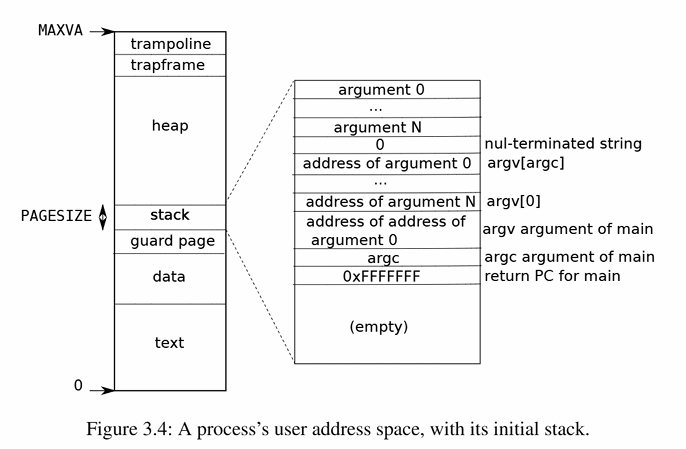 MAXVA
trampoline
trapframe
heap
PAGESIZE
stack
guard page
data
text
0
argument 0
...
argument N
0 nul-terminated string
address of argument 0 argv[argc]
...
address of argument N argv[0]
address of address of
argument 0
argv argument of main
argc argc argument of main
0xFFFFFFF return PC for main
(empty)
Figure 3.4: A process's user address space, with its initial stack.